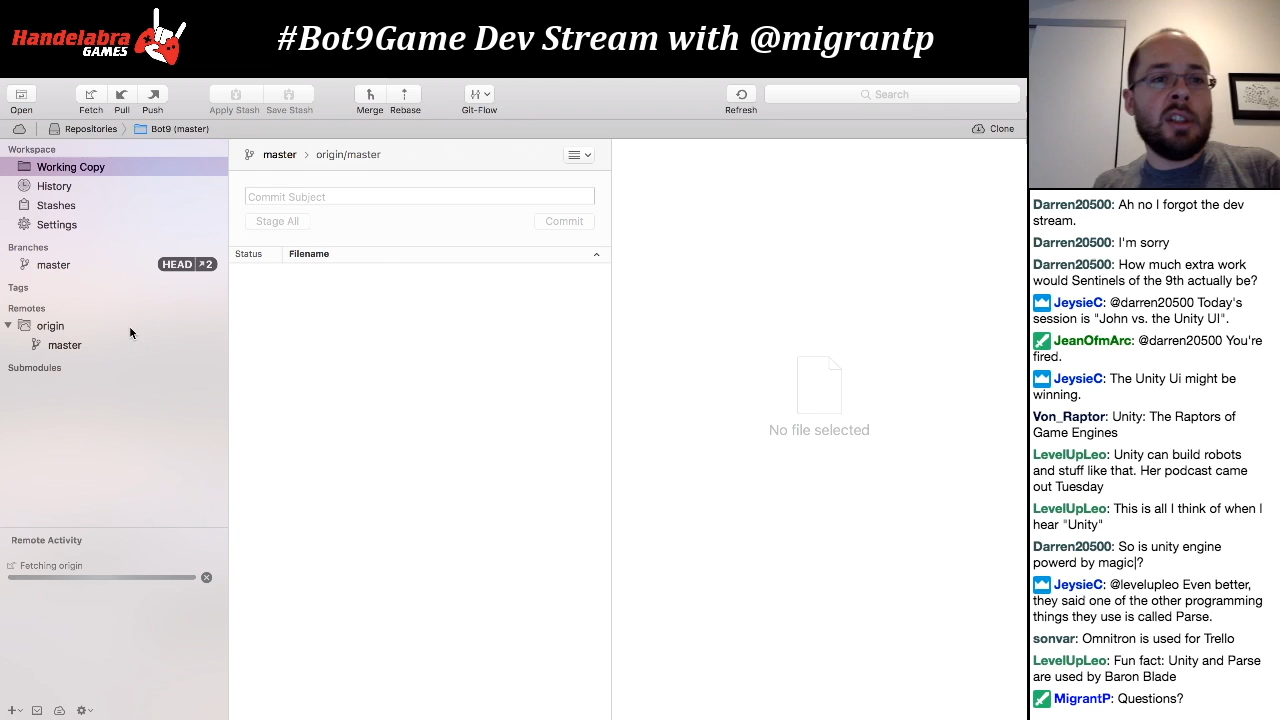 Handelabra
GAMES
#Bot9Game Dev Stream with @migrantp
Open
Fetch
Pull
Push
Apply Stash
Save Stash
Merge
Rebase
Git-Flow
Refresh
Search
Repositories
Bot9 (master)
Clone
Workspace
Working Copy
History
Stashes
Settings
Branches
master
HEAD ↗2
Tags
Remotes
origin
master
Submodules
Remote Activity
Fetching origin
master > origin/master
Commit Subject
Stage All
Commit
Status
Filename
No file selected
Darren20500: Ah no I forgot the dev
stream.
Darren20500: I'm sorry
Darren20500: How much extra work
would Sentinels of the 9th actually be?
JeysieC: @darren20500 Today's
session is "John vs. the Unity UI".
JeanOfmArc: @darren20500 You're
fired.
JeysieC: The Unity Ui might be
winning.
Von_Raptor: Unity: The Raptors of
Game Engines
LevelUpLeo: Unity can build robots
and stuff like that. Her podcast came
out Tuesday
LevelUpLeo: This is all I think of when I
hear "Unity"
Darren20500: So is unity engine
powerd by magic|?
JeysieC: @levelupleo Even better,
they said one of the other programming
things they use is called Parse.
sonvar: Omnitron is used for Trello
LevelUpLeo: Fun fact: Unity and Parse
are used by Baron Blade
MigrantP: Questions?